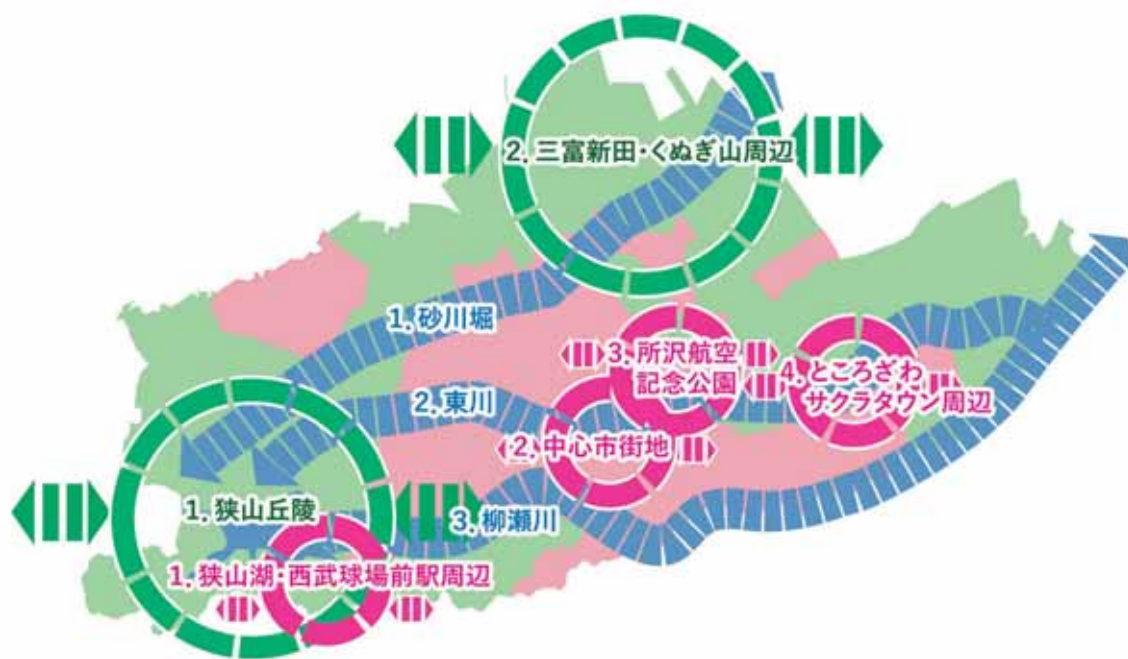 2. 三富新田・くぬぎ山周辺
1. 砂川堀
3. 所沢航空
記念公園
4. ところざわ
サクラタウン周辺
2. 東川
2. 中心市街地
1. 狭山丘陵
3. 柳瀬川
1. 狭山湖・西武球場前駅周辺